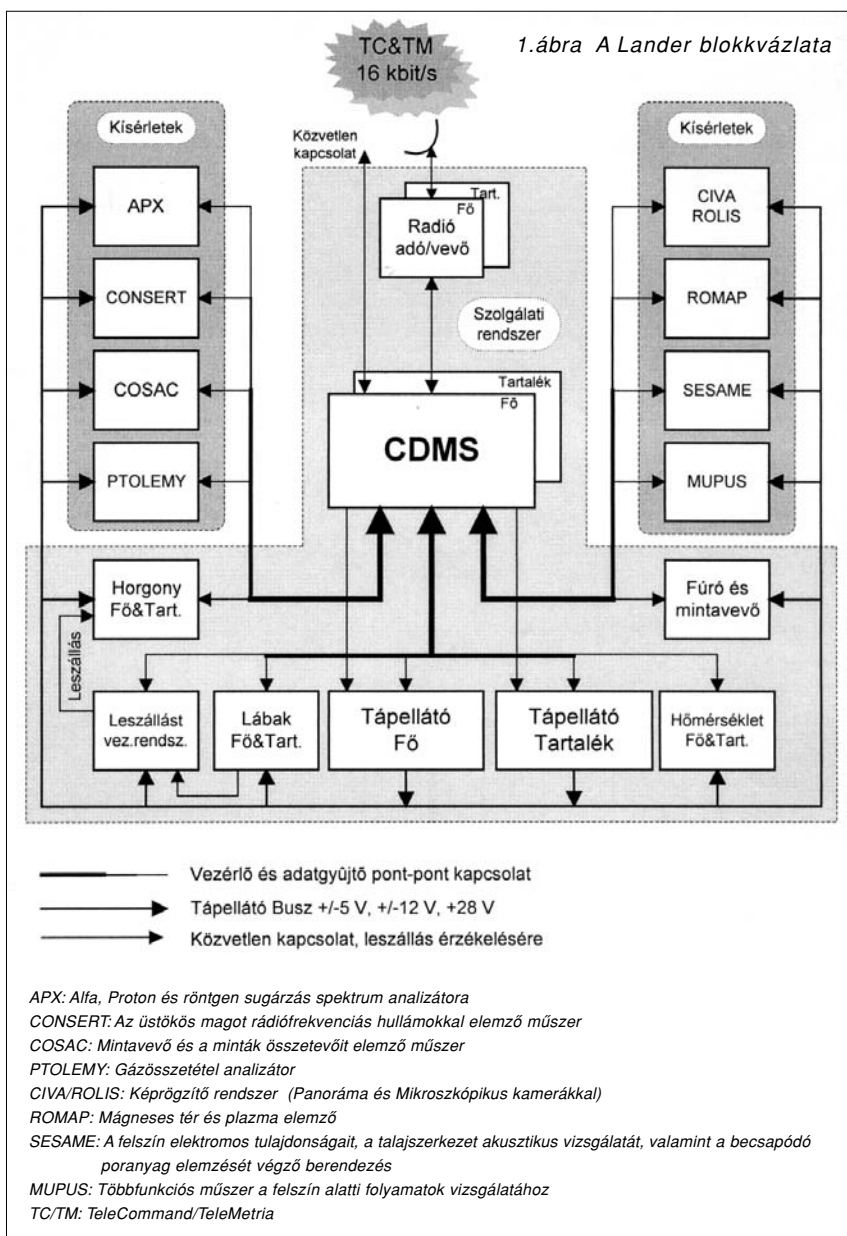 1.ábra A Lander blokkvázlata
TC&TM
16 kbit/s
Kísérletek
APX
CONSERT
COSAC
PTOLEMY
Közvetlen
kapcsolat
Tart.
Fő
Radió
adó/vevő
Szolgálati
rendszer
Tartalék
Fő
CDMS
Kísérletek
CIVA
ROLIS
ROMAP
SESAME
MUPUS
Horgony
Fő&Tart.
Fúró és
mintavevő
Leszállás
Leszállást
vez.rendsz.
Lábak
Fő&Tart.
Tápellátó
Fő
Tápellátó
Tartalék
Hőmérséklet
Fő&Tart.
Vezérlõ és adatgyûjtõ pont-pont kapcsolat
Tápellátó Busz +/-5 V, +/-12 V, +28 V
Közvetlen kapcsolat, leszállás érzékelésére
APX: Alfa, Proton és röntgen sugárzás spektrum analizátora
CONSERT: Az üstökös magot rádiófrekvenciás hullámokkal elemző műszer
COSAC: Mintavevő és a minták összetevőit elemző műszer
PTOLEMY: Gázösszetétel analizátor
CIVA/ROLIS: Képrögzítő rendszer (Panoráma és Mikroszkópikus kamerákkal)
ROMAP: Mágneses tér és plazma elemző
SESAME: A felszín elektromos tulajdonságait, a talajszerkezet akusztikus vizsgálatát, valamint a becsapódó
poranyag elemzését végző berendezés
MUPUS: Többfunkciós műszer a felszín alatti folyamatok vizsgálatához
TC/TM: TeleCommand/TeleMetria